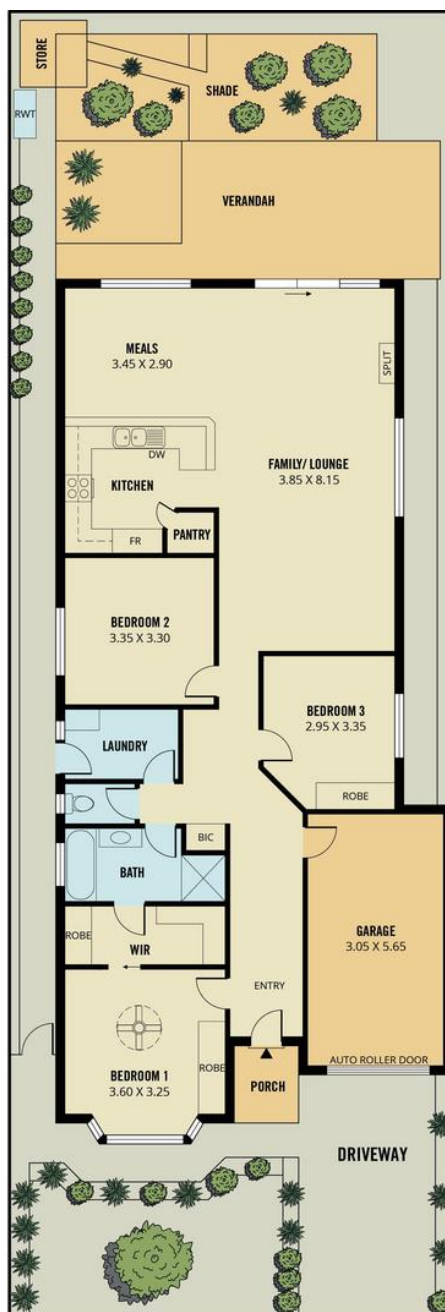 STORE
RWT
SHADE
VERANDAH
MEALS
3.45 X 2.90
SPLIT
DW
KITCHEN
FAMILY/ LOUNGE
3.85 X 8.15
PANTRY
FR
BEDROOM 2
3.35 X 3.30
BEDROOM 3
2.95 X 3.35
LAUNDRY
ROBE
BIC
BATH
GARAGE
3.05 X 5.65
ROBE
WIR
ENTRY
AUTO ROLLER DOOR
ROBE
BEDROOM 1
3.60 X 3.25
PORCH
DRIVEWAY